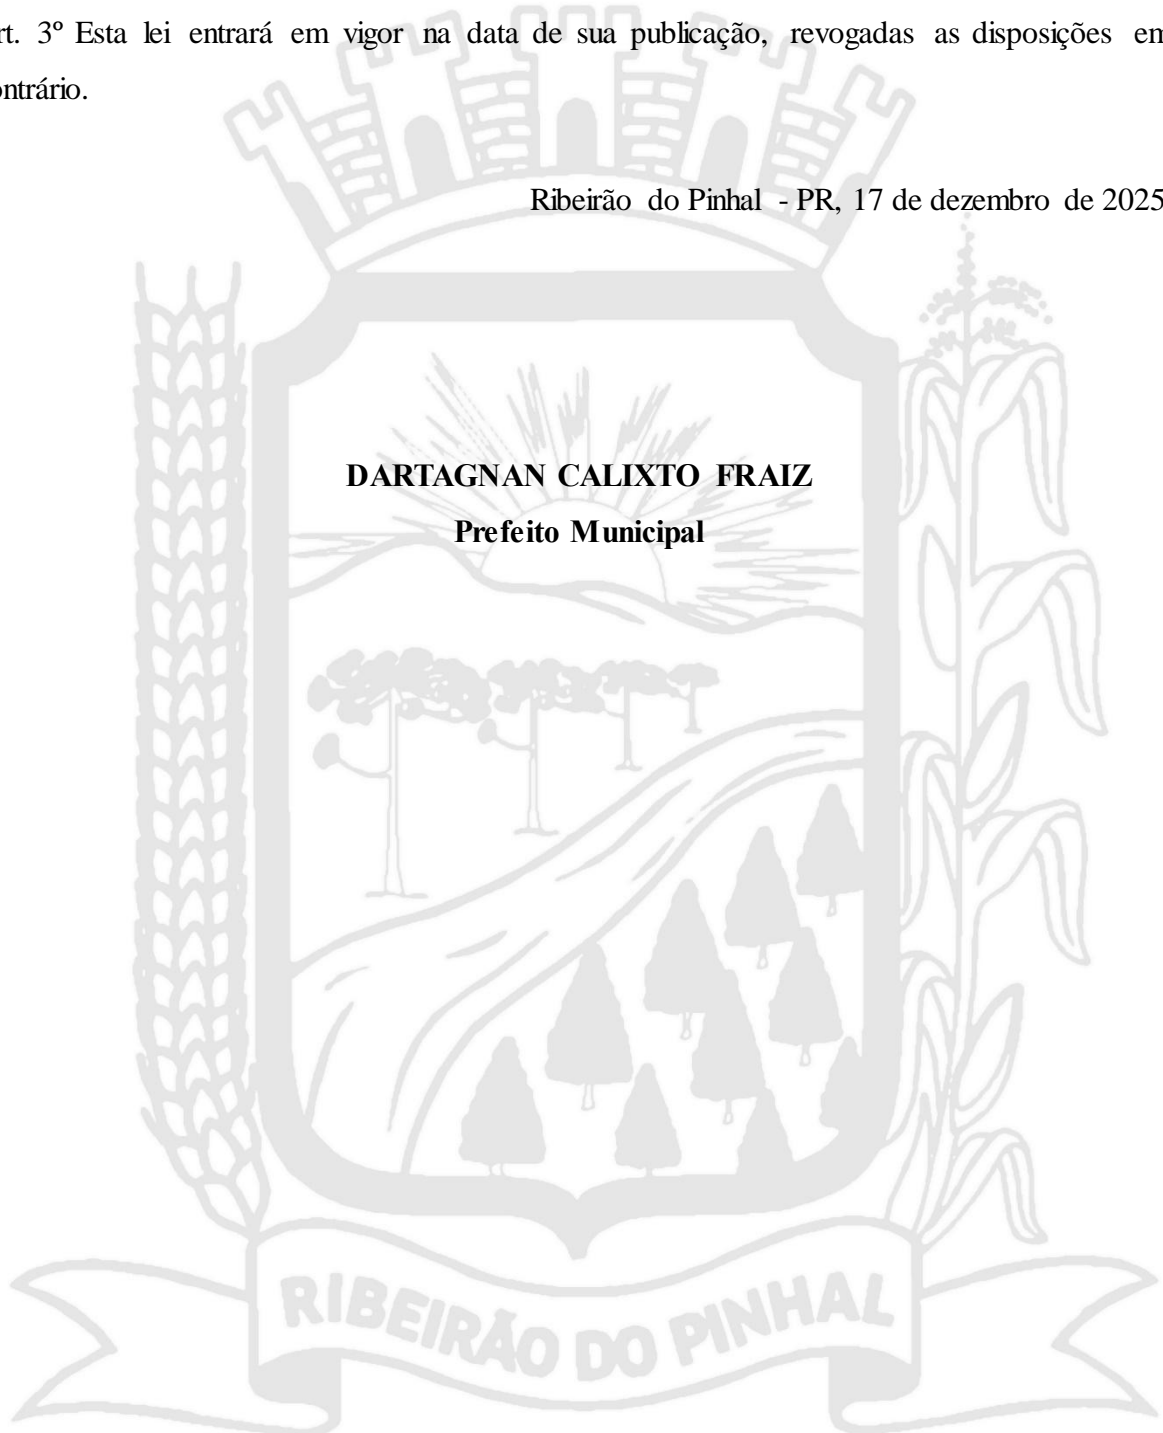 rt. 3º Esta lei entrará em vigor na data de sua publicação, revogadas as disposições em
ontrário.
Ribeirão do Pinhal - PR, 17 de dezembro de 2025
DARTAGNAN CALIXTO FRAIZ
Prefeito Municipal
RIBEIRÃO DO PINHAL